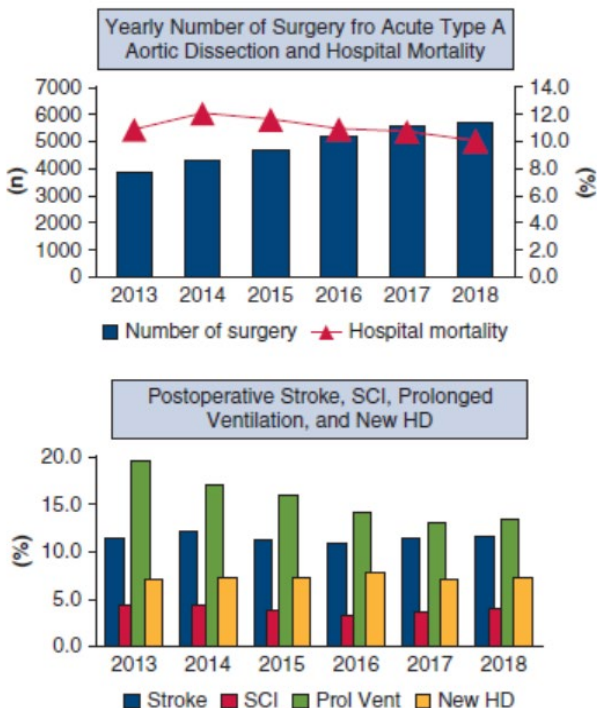 Yearly Number of Surgery fro Acute Type A
Aortic Dissection and Hospital Mortality
7000
6000
5000
4000
3000
2000
1000
0
(n)
14.0
12.0
10.0
8.0
6.0
4.0
2.0
0.0
(%)
2013 2014 2015 2016 2017 2018
Number of surgery Hospital mortality
Postoperative Stroke, SCI, Prolonged
Ventilation, and New HD
20.0
15.0
10.0
5.0
0.0
(%)
2013 2014 2015 2016 2017 2018
Stroke SCI Prol Vent New HD